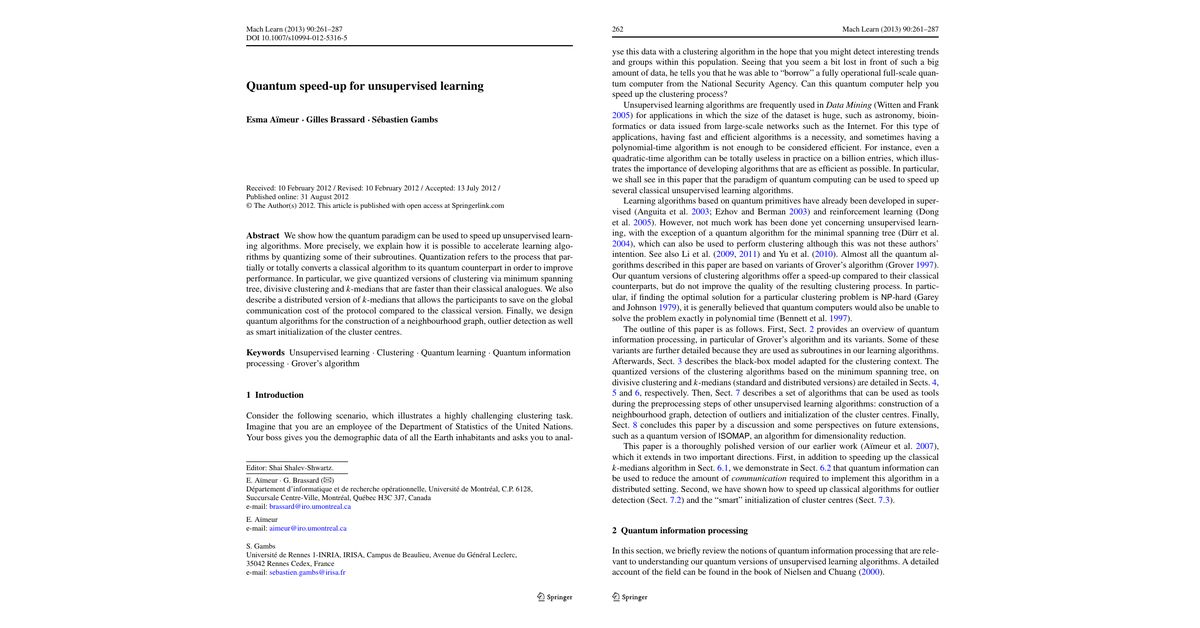 Mach Learn (2013) 90:261–287
DOI 10.1007/s10994-012-5316-5
Quantum speed-up for unsupervised learning
Esma Aïmeur · Gilles Brassard · Sébastien Gambs
Received: 10 February 2012 / Revised: 10 February 2012 / Accepted: 13 July 2012 /
Published online: 31 August 2012
© The Author(s) 2012. This article is published with open access at Springerlink.com
Abstract We show how the quantum paradigm can be used to speed up unsupervised learn-
ing algorithms. More precisely, we explain how it is possible to accelerate learning algo-
rithms by quantizing some of their subroutines. Quantization refers to the process that par-
tially or totally converts a classical algorithm to its quantum counterpart in order to improve
performance. In particular, we give quantized versions of clustering via minimum spanning
tree, divisive clustering and k-medians that are faster than their classical analogues. We also
describe a distributed version of k-medians that allows the participants to save on the global
communication cost of the protocol compared to the classical version. Finally, we design
quantum algorithms for the construction of a neighbourhood graph, outlier detection as well
as smart initialization of the cluster centres.
Keywords Unsupervised learning · Clustering · Quantum learning · Quantum information
processing · Grover's algorithm
1 Introduction
Consider the following scenario, which illustrates a highly challenging clustering task.
Imagine that you are an employee of the Department of Statistics of the United Nations.
Your boss gives you the demographic data of all the Earth inhabitants and asks you to anal-
Editor: Shai Shalev-Shwartz.
E. Aïmeur · G. Brassard (✉)
Département d'informatique et de recherche opérationnelle, Université de Montréal, C.P. 6128,
Succursale Centre-Ville, Montréal, Québec H3C 3J7, Canada
e-mail: brassard@iro.umontreal.ca
E. Aïmeur
e-mail: aimeur@iro.umontreal.ca
S. Gambs
Université de Rennes 1-INRIA, IRISA, Campus de Beaulieu, Avenue du Général Leclerc,
35042 Rennes Cedex, France
e-mail: sebastien.gambs@irisa.fr
Springer
262 Mach Learn (2013) 90:261–287
yse this data with a clustering algorithm in the hope that you might detect interesting trends
and groups within this population. Seeing that you seem a bit lost in front of such a big
amount of data, he tells you that he was able to "borrow" a fully operational full-scale quan-
tum computer from the National Security Agency. Can this quantum computer help you
speed up the clustering process?
Unsupervised learning algorithms are frequently used in Data Mining (Witten and Frank
2005) for applications in which the size of the dataset is huge, such as astronomy, bioin-
formatics or data issued from large-scale networks such as the Internet. For this type of
applications, having fast and efficient algorithms is a necessity, and sometimes having a
polynomial-time algorithm is not enough to be considered efficient. For instance, even a
quadratic-time algorithm can be totally useless in practice on a billion entries, which illus-
trates the importance of developing algorithms that are as efficient as possible. In particular,
we shall see in this paper that the paradigm of quantum computing can be used to speed up
several classical unsupervised learning algorithms.
Learning algorithms based on quantum primitives have already been developed in super-
vised (Anguita et al. 2003; Ezhov and Berman 2003) and reinforcement learning (Dong
et al. 2005). However, not much work has been done yet concerning unsupervised learn-
ing, with the exception of a quantum algorithm for the minimal spanning tree (Dürr et al.
2004), which can also be used to perform clustering although this was not these authors'
intention. See also Li et al. (2009, 2011) and Yu et al. (2010). Almost all the quantum al-
gorithms described in this paper are based on variants of Grover's algorithm (Grover 1997).
Our quantum versions of clustering algorithms offer a speed-up compared to their classical
counterparts, but do not improve the quality of the resulting clustering process. In partic-
ular, if finding the optimal solution for a particular clustering problem is NP-hard (Garey
and Johnson 1979), it is generally believed that quantum computers would also be unable to
solve the problem exactly in polynomial time (Bennett et al. 1997).
The outline of this paper is as follows. First, Sect. 2 provides an overview of quantum
information processing, in particular of Grover's algorithm and its variants. Some of these
variants are further detailed because they are used as subroutines in our learning algorithms.
Afterwards, Sect. 3 describes the black-box model adapted for the clustering context. The
quantized versions of the clustering algorithms based on the minimum spanning tree, on
divisive clustering and k-medians (standard and distributed versions) are detailed in Sects. 4,
5 and 6, respectively. Then, Sect. 7 describes a set of algorithms that can be used as tools
during the preprocessing steps of other unsupervised learning algorithms: construction of a
neighbourhood graph, detection of outliers and initialization of the cluster centres. Finally,
Sect. 8 concludes this paper by a discussion and some perspectives on future extensions,
such as a quantum version of ISOMAP, an algorithm for dimensionality reduction.
This paper is a thoroughly polished version of our earlier work (Aïmeur et al. 2007),
which it extends in two important directions. First, in addition to speeding up the classical
k-medians algorithm in Sect. 6.1, we demonstrate in Sect. 6.2 that quantum information can
be used to reduce the amount of communication required to implement this algorithm in a
distributed setting. Second, we have shown how to speed up classical algorithms for outlier
detection (Sect. 7.2) and the "smart" initialization of cluster centres (Sect. 7.3).
2 Quantum information processing
In this section, we briefly review the notions of quantum information processing that are rele-
vant to understanding our quantum versions of unsupervised learning algorithms. A detailed
account of the field can be found in the book of Nielsen and Chuang (2000).
Springer